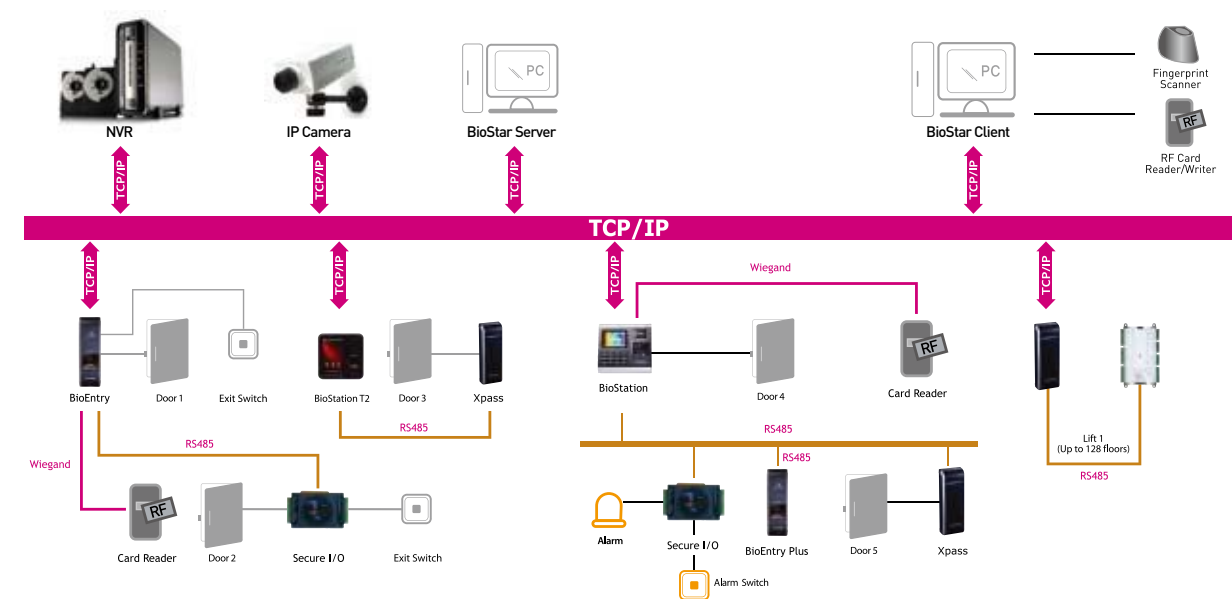 PC
PC
Fingerprint
Scanner
RF
RF Card
Reader/Writer
NVR
IP Camera
BioStar Server
BioStar Client
TCP/IP
TCP/IP
TCP/IP
TCP/IP
TCP/IP
TCP/IP
TCP/IP
TCP/IP
TCP/IP
Wiegand
RF
BioEntry
Door 1
Exit Switch
BioStation T2
Door 3
Xpass
BioStation
Door 4
Card Reader
RS485
RS485
RS485
Lift 1
(Up to 128 floors)
RS485
Wiegand
RF
Card Reader
Door 2
Secure I/O
Exit Switch
Alarm
Secure I/O
BioEntry Plus
Door 5
Xpass
Alarm Switch